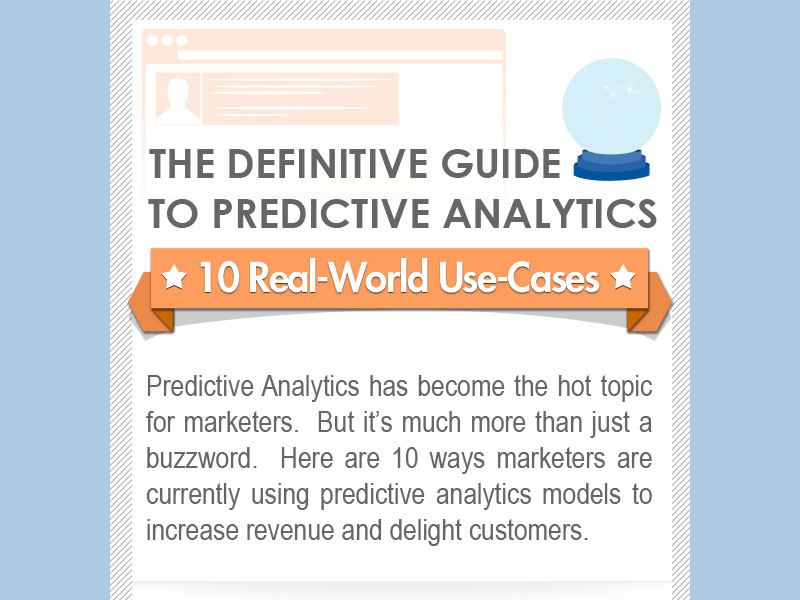 THE DEFINITIVE GUIDE
TO PREDICTIVE ANALYTICS
10 Real-World Use-Cases
Predictive Analytics has become the hot topic
for marketers.  But it’s much more than just a
buzzword.  Here are 10 ways marketers are
currently using predictive analytics models to
increase revenue and delight customers.